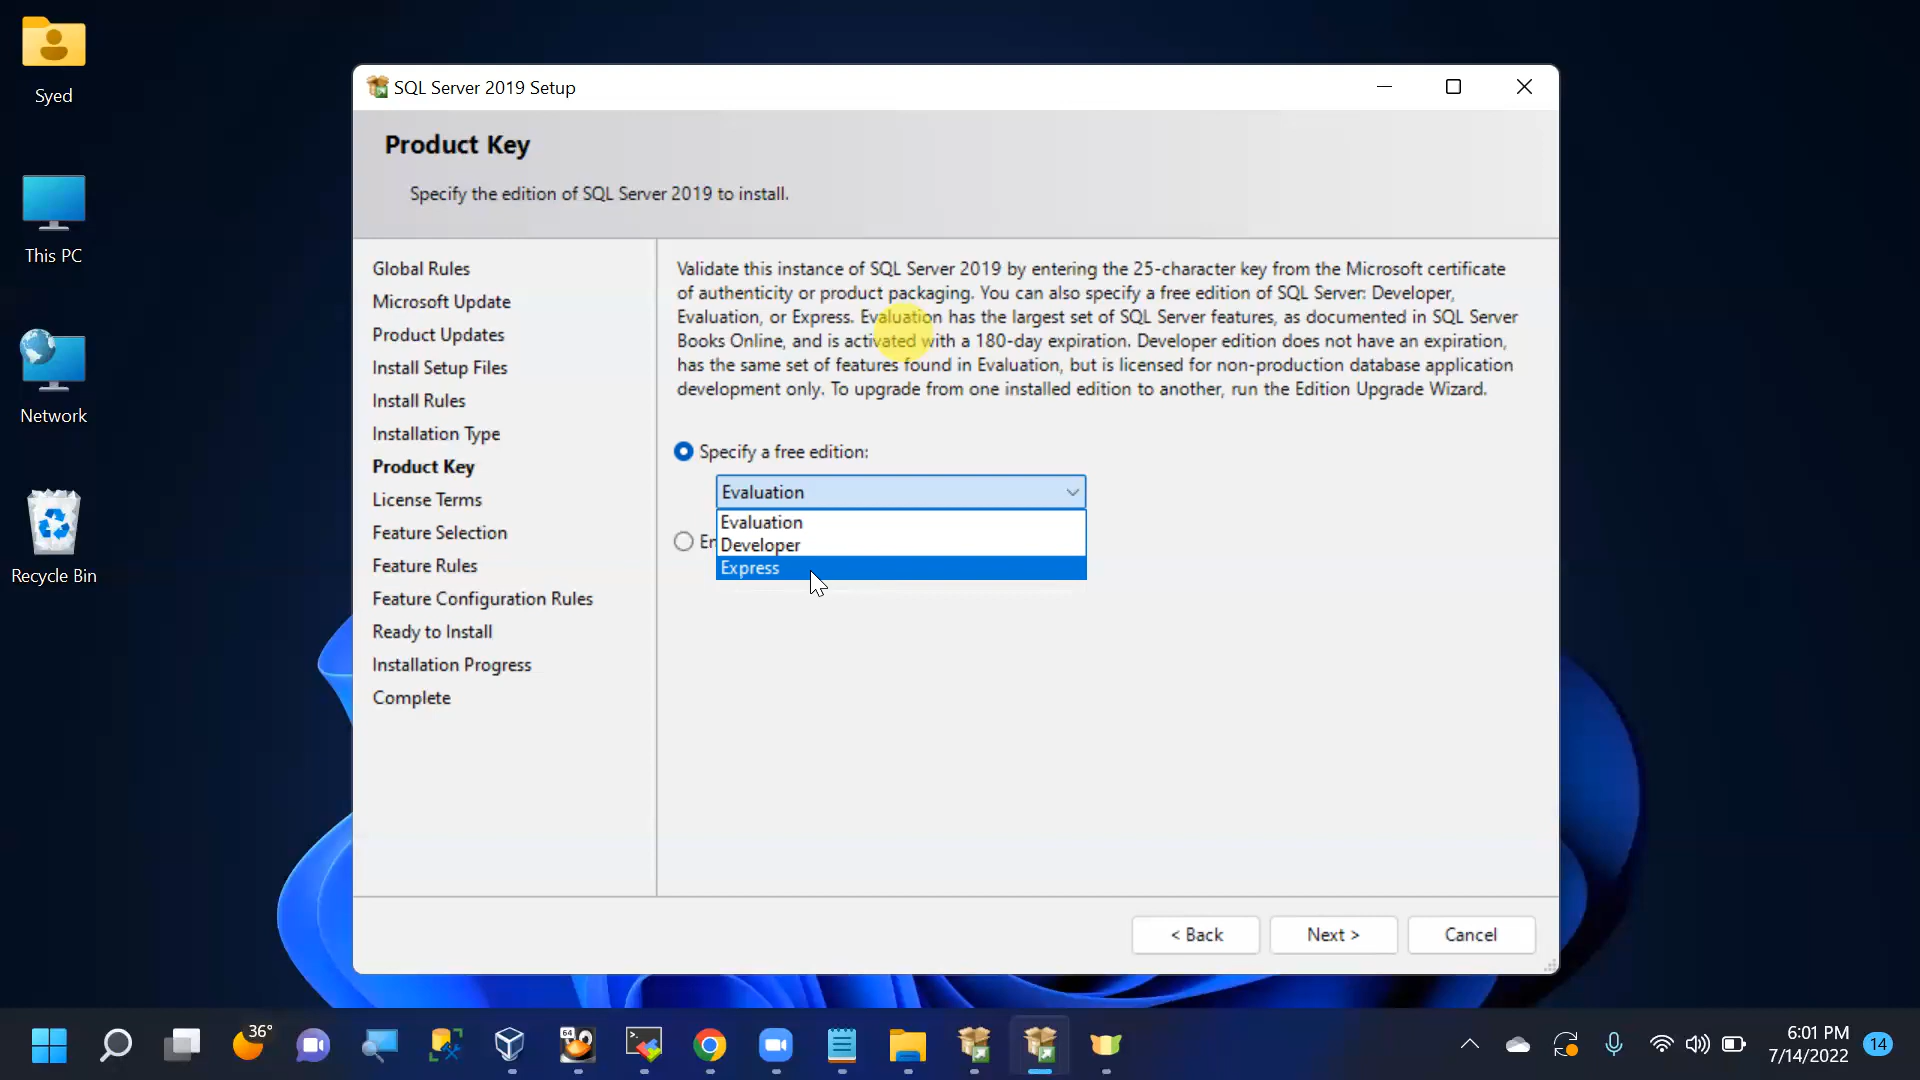 Syed
This PC
Network
Recycle Bin
SQL Server 2019 Setup
Product Key
Specify the edition of SQL Server 2019 to install.
Global Rules
Microsoft Update
Product Updates
Install Setup Files
Install Rules
Installation Type
Product Key
License Terms
Feature Selection
Feature Rules
Feature Configuration Rules
Ready to Install
Installation Progress
Complete
Validate this instance of SQL Server 2019 by entering the 25-character key from the Microsoft certificate
of authenticity or product packaging. You can also specify a free edition of SQL Server: Developer,
Evaluation, or Express. Evaluation has the largest set of SQL Server features, as documented in SQL Server
Books Online, and is activated with a 180-day expiration. Developer edition does not have an expiration,
has the same set of features found in Evaluation, but is licensed for non-production database application
development only. To upgrade from one installed edition to another, run the Edition Upgrade Wizard.
Specify a free edition:
Evaluation
Evaluation
Developer
Express
< Back
Next >
Cancel
36°
64
6:01 PM
7/14/2022
14